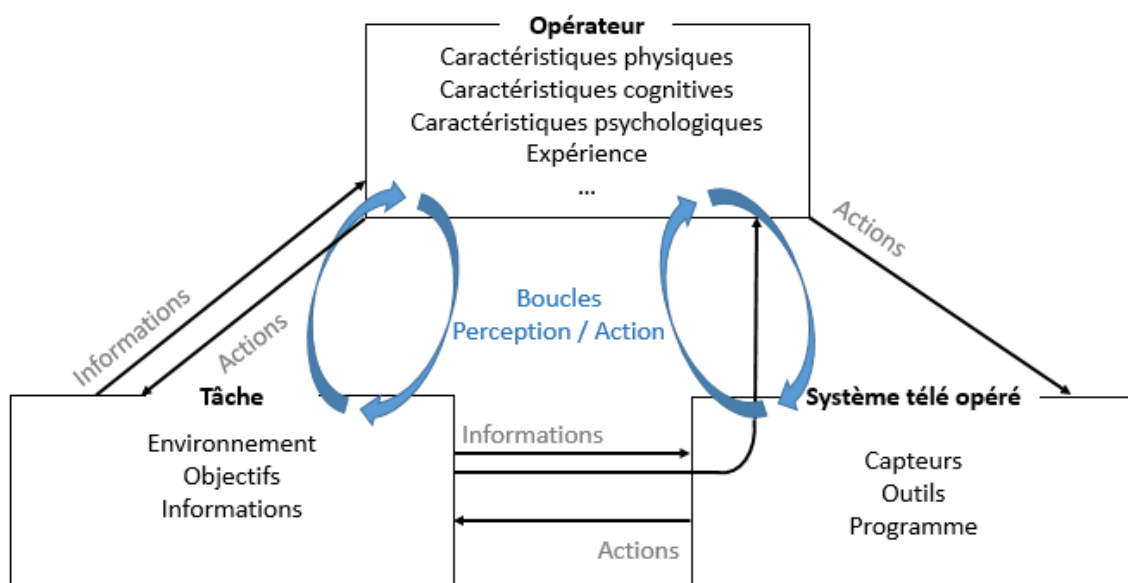 Opérateur
Caractéristiques physiques
Caractéristiques cognitives
Caractéristiques psychologiques
Expérience
...
Informations
Actions
Boucles
Perception / Action
Actions
Tâche
Environnement
Objectifs
Informations
Informations
Actions
Système télé opéré
Capteurs
Outils
Programme